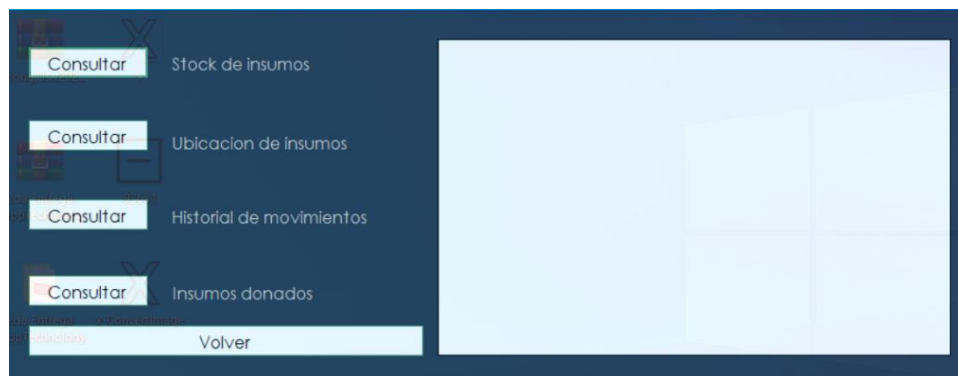 Consultar Stock de insumos
Consultar Ubicacion de insumos
Consultar Historial de movimientos
Consultar Insumos donados
Volver